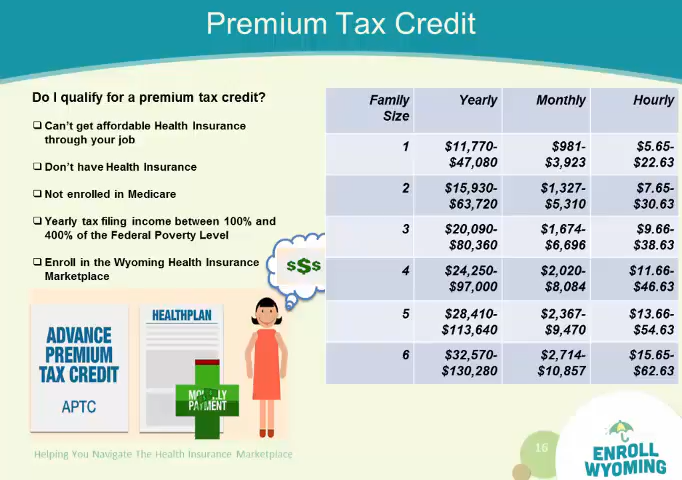 Premium Tax Credit
Do I qualify for a premium tax credit?
Can't get affordable Health Insurance
through your job
Don't have Health Insurance
Not enrolled in Medicare
Yearly tax filing income between 100% and
400% of the Federal Poverty Level
Enroll in the Wyoming Health Insurance
Marketplace
$$$
ADVANCE
PREMIUM
TAX CREDIT
APTC
HEALTHPLAN
MONTHLY
PAYMENT
Family Size Yearly Monthly Hourly
1 $11,770-$47,080 $981-$3,923 $5.65-$22.63
2 $15,930-$63,720 $1,327-$5,310 $7.65-$30.63
3 $20,090-$80,360 $1,674-$6,696 $9.66-$38.63
4 $24,250-$97,000 $2,020-$8,084 $11.66-$46.63
5 $28,410-$113,640 $2,367-$9,470 $13.66-$54.63
6 $32,570-$130,280 $2,714-$10,857 $15.65-$62.63
Helping You Navigate The Health Insurance Marketplace
16
ENROLL
WYOMING